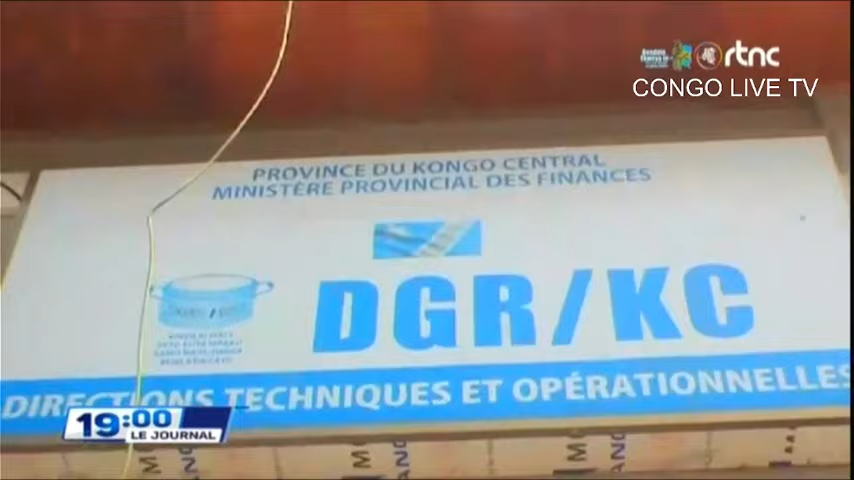 rtnc
CONGO LIVE TV
PROVINCE DU KONGO CENTRAL
MINISTÈRE PROVINCIAL DES FINANCES
DGR/KC
DIRECTIONS TECHNIQUES ET OPÉRATIONNELLES
19:00
LE JOURNAL